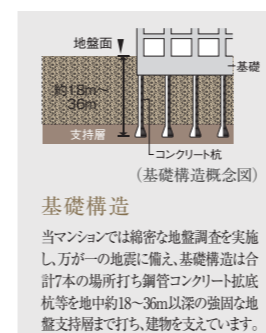 地盤面
基礎
約18m〜
36m
支持層
コンクリート杭
(基礎構造概念図)
基礎構造
当マンションでは綿密な地盤調査を実施
し、万が一の地震に備え、基礎構造は合
計7本の場所打ち鋼管コンクリート拡底
杭等を地中約18〜36m以深の強固な地
盤支持層まで打ち、建物を支えています。